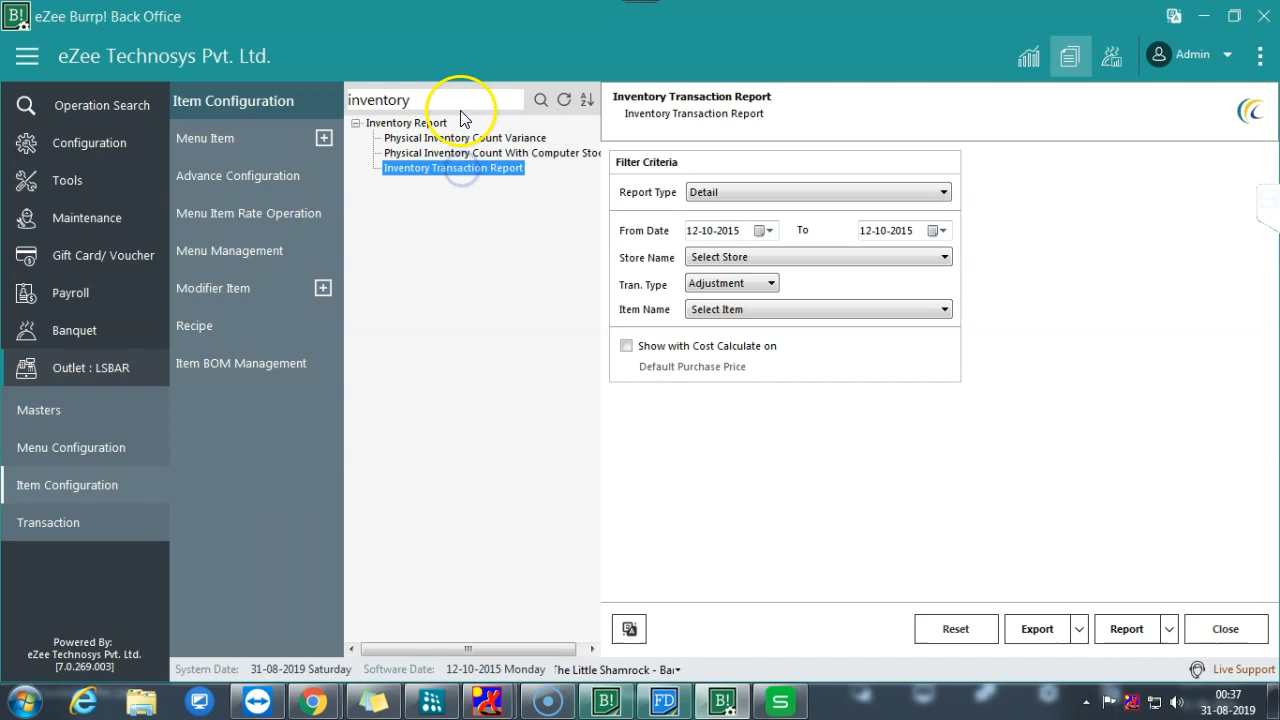 B!
eZee Burrp! Back Office
eZee Technosys Pvt. Ltd.
Admin
Operation Search
Configuration
Tools
Maintenance
Gift Card/ Voucher
Payroll
Banquet
Outlet : LSBAR
Masters
Menu Configuration
Item Configuration
Transaction
Powered By:
eZee Technosys Pvt. Ltd.
[7.0.269.003]
Item Configuration
Menu Item
Advance Configuration
Menu Item Rate Operation
Menu Management
Modifier Item
Recipe
Item BOM Management
inventory
Inventory Report
Physical Inventory Count Variance
Physical Inventory Count With Computer Stoc
Inventory Transaction Report
Inventory Transaction Report
Inventory Transaction Report
Filter Criteria
Report Type Detail
From Date 12-10-2015 To 12-10-2015
Store Name Select Store
Tran. Type Adjustment
Item Name Select Item
Show with Cost Calculate on
Default Purchase Price
Reset Export Report Close
System Date: 31-08-2019 Saturday Software Date: 12-10-2015 Monday The Little Shamrock - Bar
Live Support
B! FD B! S
00:37
31-08-2019